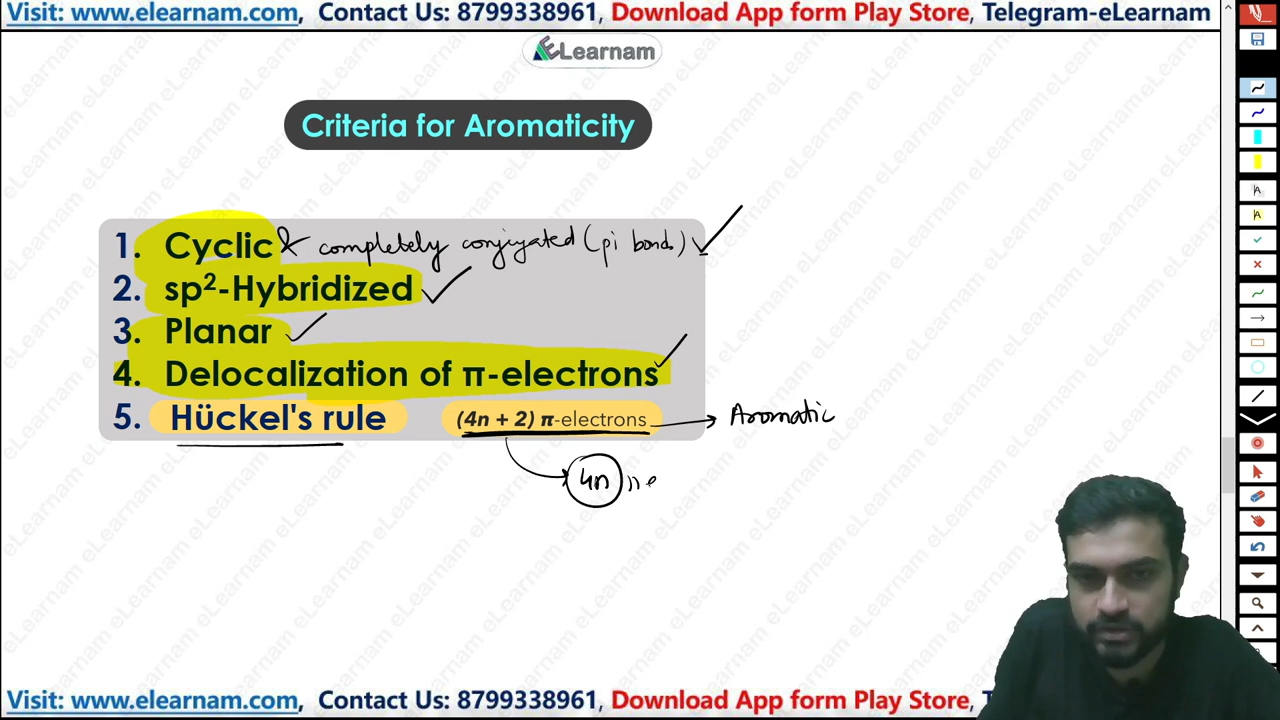 Visit: www.elearnam.com, Contact Us: 8799338961, Download App form Play Store, Telegram-eLearnam
ELearnam
Criteria for Aromaticity
1. Cyclic & completely conjugated (pi bonds)
2. sp²-Hybridized
3. Planar
4. Delocalization of π-electrons
5. Hückel's rule (4n + 2) π-electrons → Aromatic
4n πe
Visit: www.elearnam.com, Contact Us: 8799338961, Download App form Play Store, T